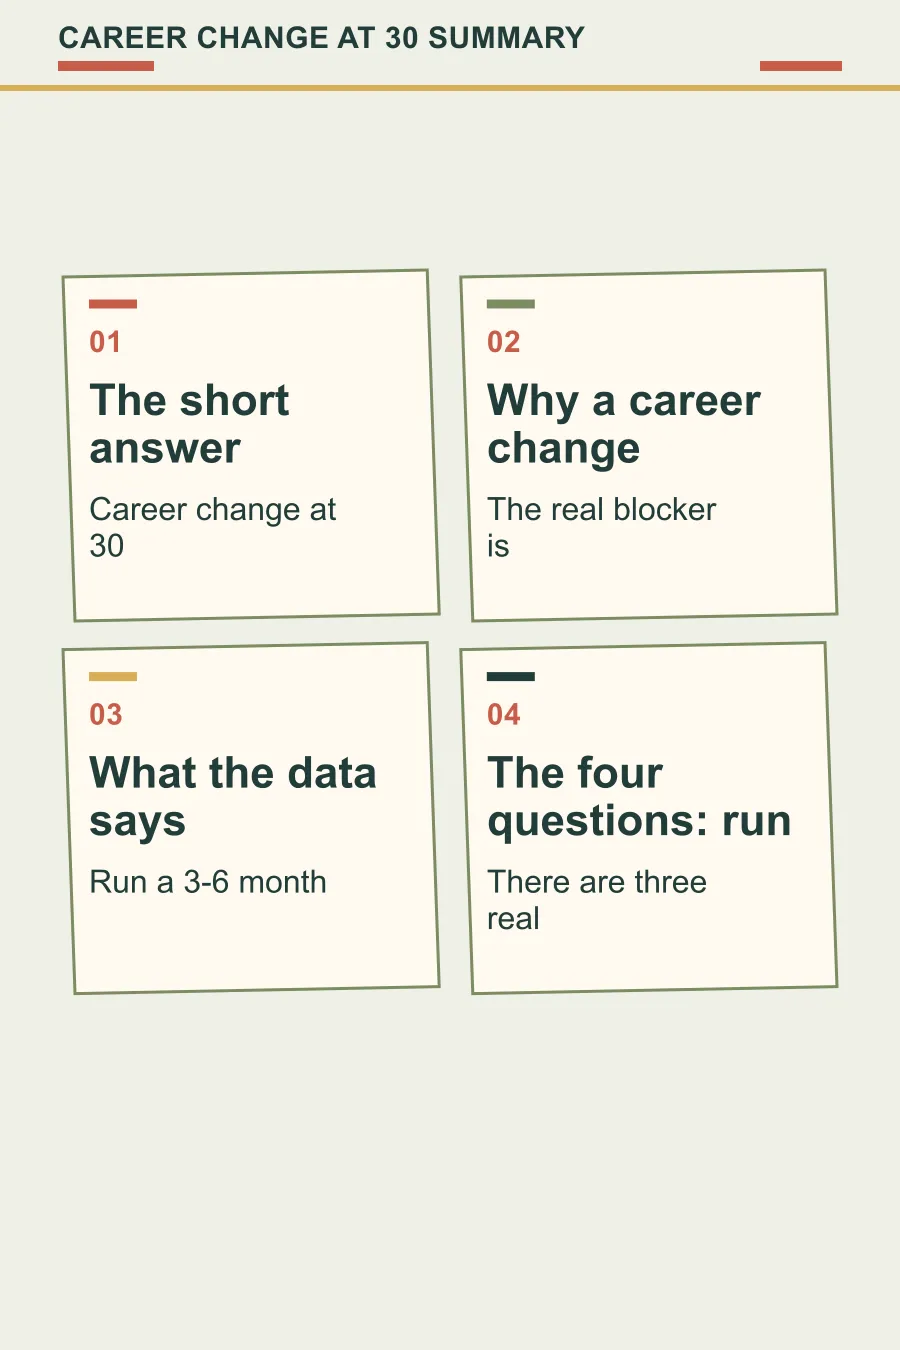 CAREER CHANGE AT 30 SUMMARY
01
The short
answer
Career change at
30
02
Why a career
change
The real blocker
is
03
What the data
says
Run a 3-6 month
04
The four
questions: run
There are three
real